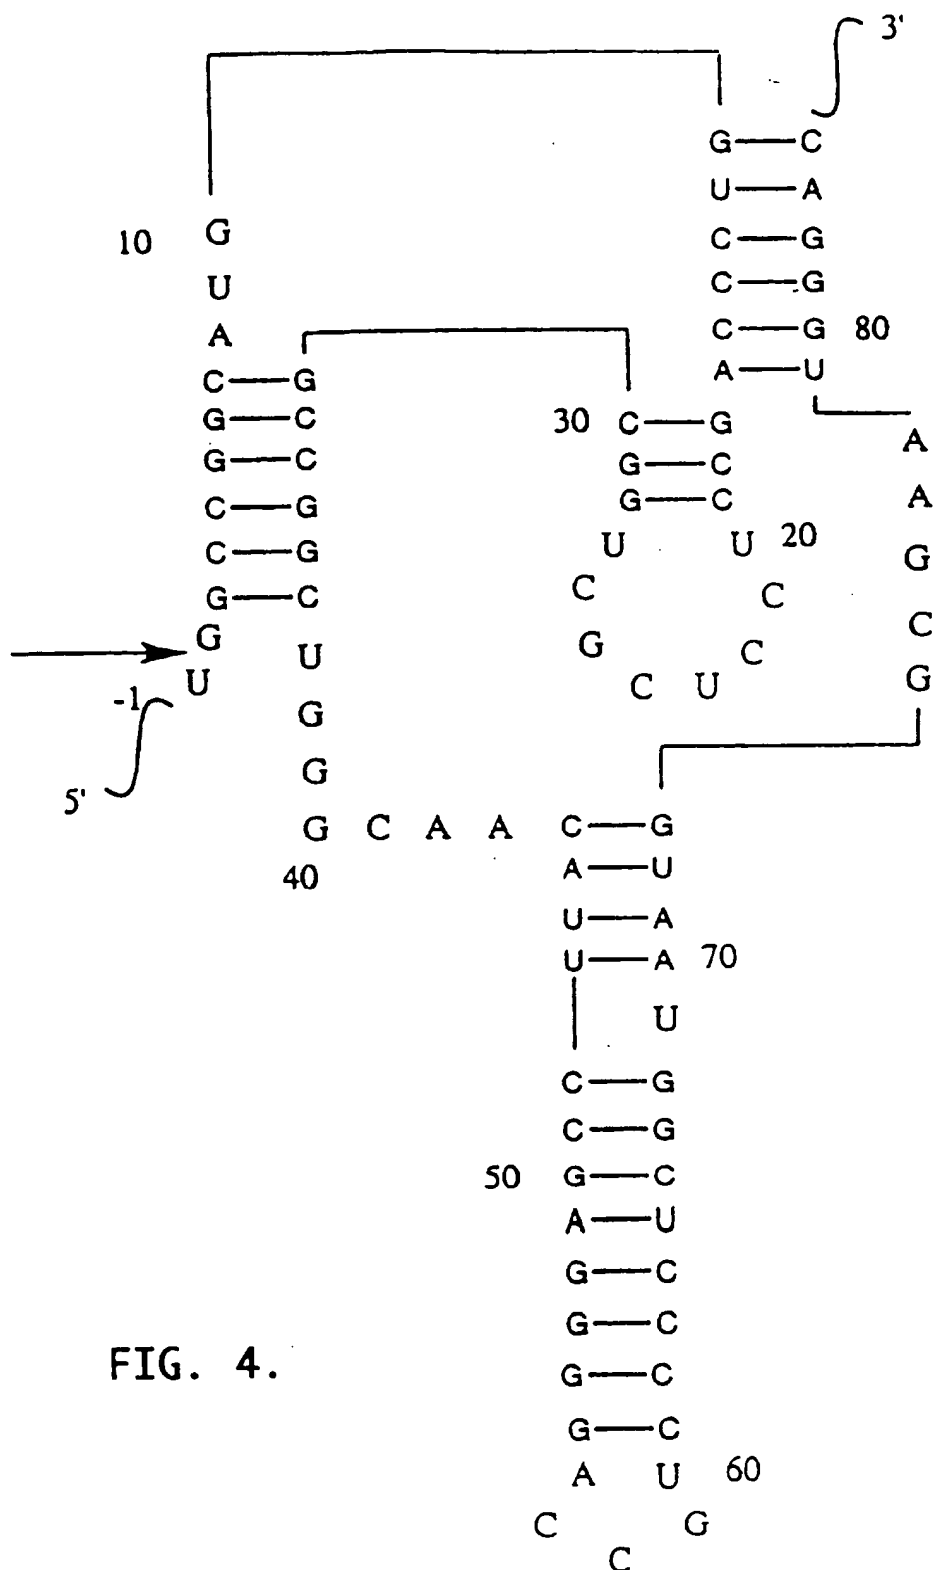 3'
G C
U A
10 G C G
U C G
A C G 80
C G A U
G C 30 C G A
G C G C A
C G G C G
C G U U 20 C
G C C C G
G U G C
-1 U G C U
5' G
G
G C A A C G
40 A U
U A
U A 70
U
C G
C G
50 G C
A U
G C
G C
G C
G C
A U 60
C G
C
FIG. 4.